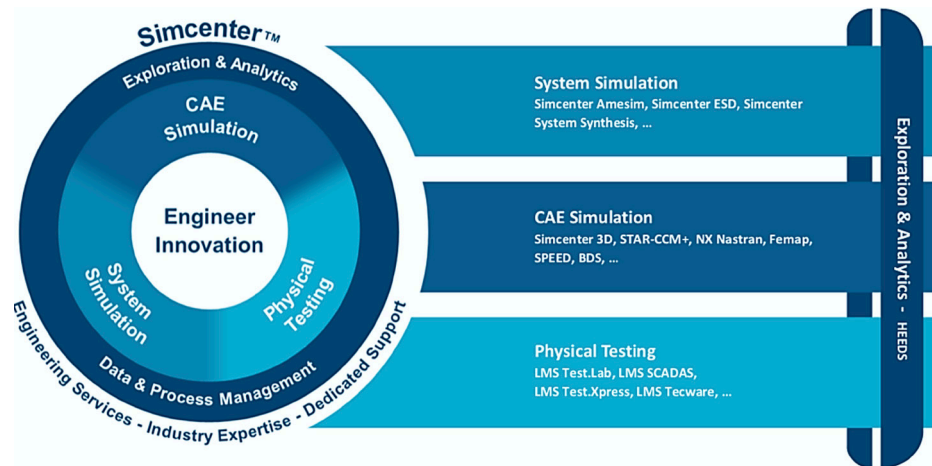 Simcenter™
Exploration & Analytics
CAE
Simulation
Engineer
Innovation
System
Simulation
Physical
Testing
Data & Process Management
Engineering Services - Industry Expertise - Dedicated Support
System Simulation
Simcenter Amesim, Simcenter ESD, Simcenter
System Synthesis, ...
CAE Simulation
Simcenter 3D, STAR-CCM+, NX Nastran, Femap,
SPEED, BDS, ...
Physical Testing
LMS Test.Lab, LMS SCADAS,
LMS Test.Xpress, LMS Tecware, ...
Exploration & Analytics - HEEDS